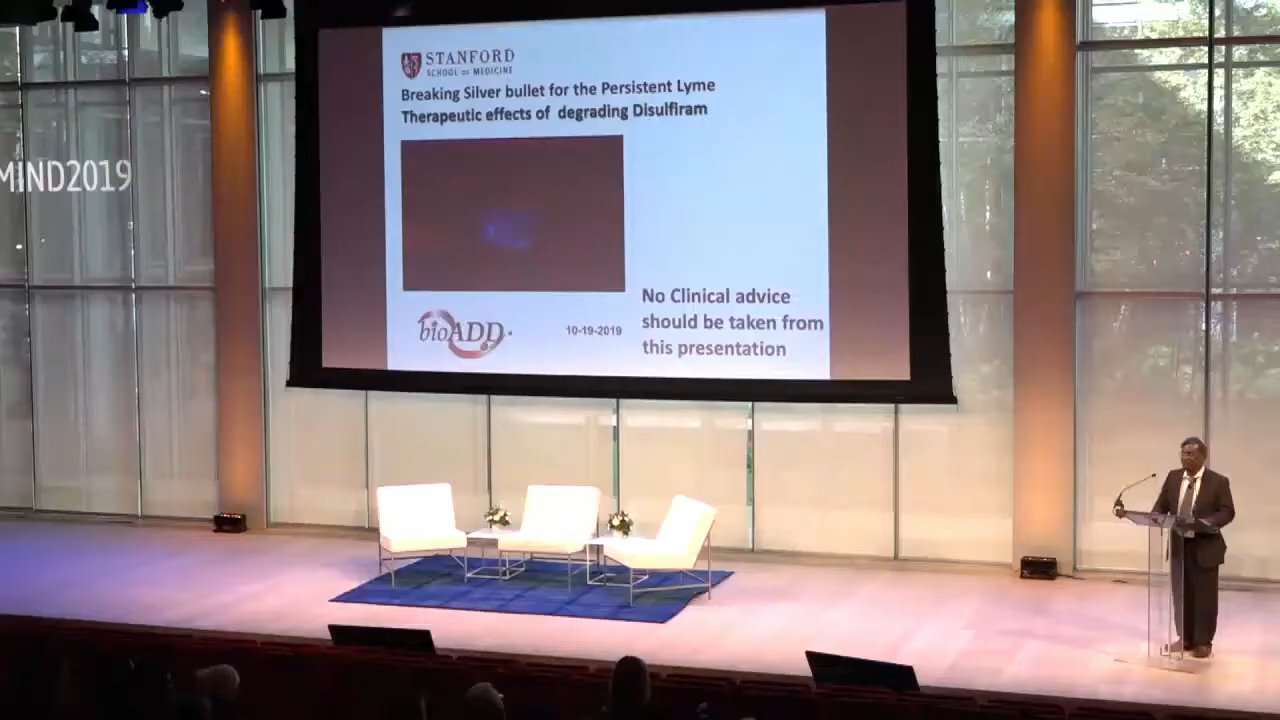 MIND2019
STANFORD
SCHOOL OF MEDICINE
Breaking Silver bullet for the Persistent Lyme
Therapeutic effects of degrading Disulfiram
bioADD
10-19-2019
No Clinical advice
should be taken from
this presentation